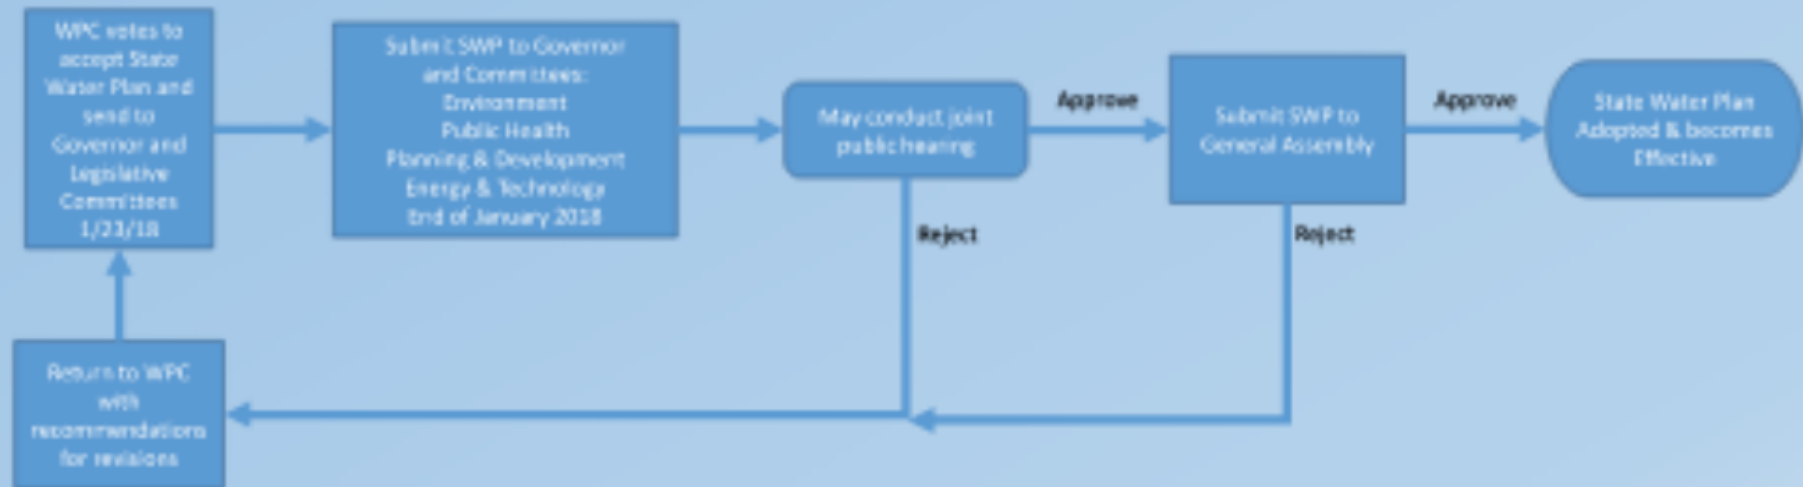 WPC votes to
accept State
Water Plan and
send to
Governor and
Legislative
Committees
1/23/18
Submit SWP to Governor
and Committees:
Environment
Public Health
Planning & Development
Energy & Technology
End of January 2018
May conduct joint
public hearing
Approve
Submit SWP to
General Assembly
Approve
State Water Plan
Adopted & becomes
Effective
Reject
Reject
Return to WPC
with
recommendations
for revisions